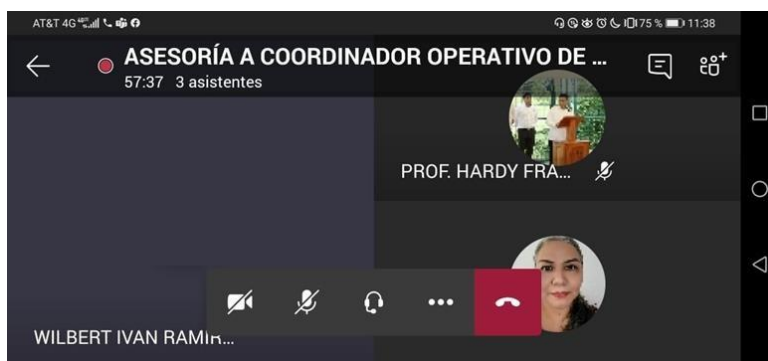 AT&T 4G 75 % 11:38
ASESORÍA A COORDINADOR OPERATIVO DE ...
57:37 3 asistentes
PROF. HARDY FRA...
WILBERT IVAN RAMIR...